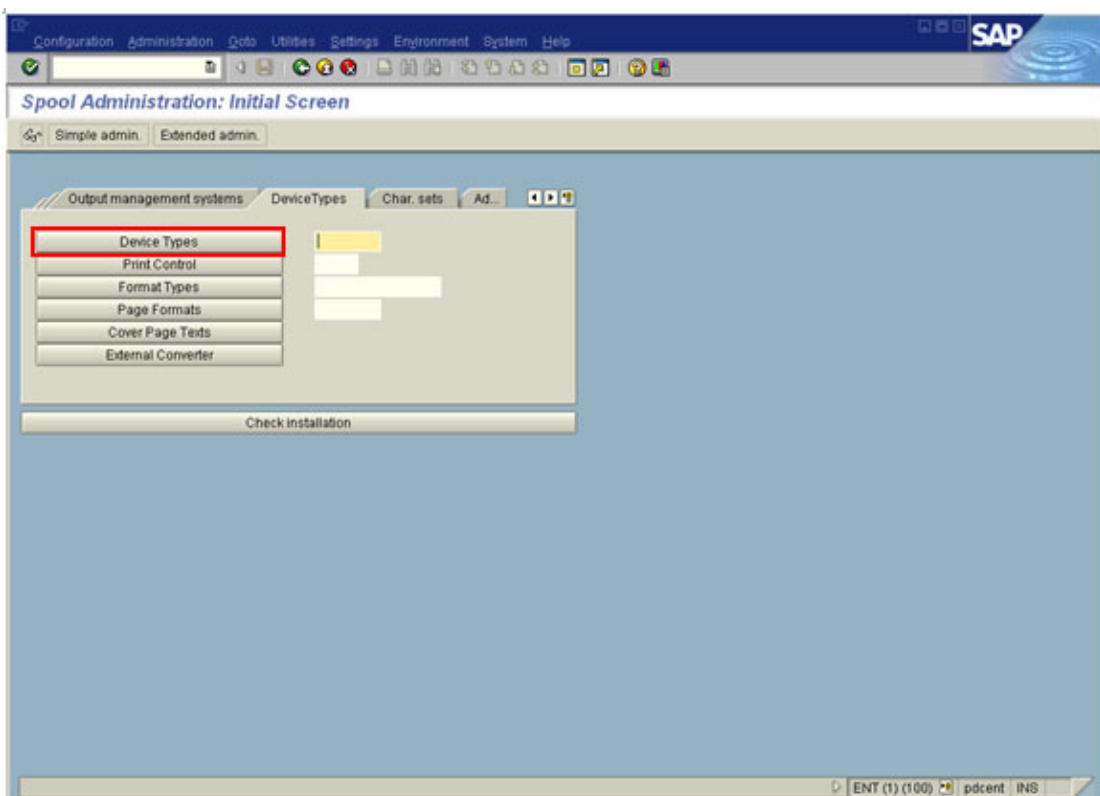 Configuration Administration Goto Utilities Settings Environment System Help
SAP
Spool Administration: Initial Screen
Simple admin. Extended admin.
Output management systems DeviceTypes Char. sets Ad...
Device Types
Print Control
Format Types
Page Formats
Cover Page Texts
External Converter
Check installation
ENT (1) (100) pdcent INS